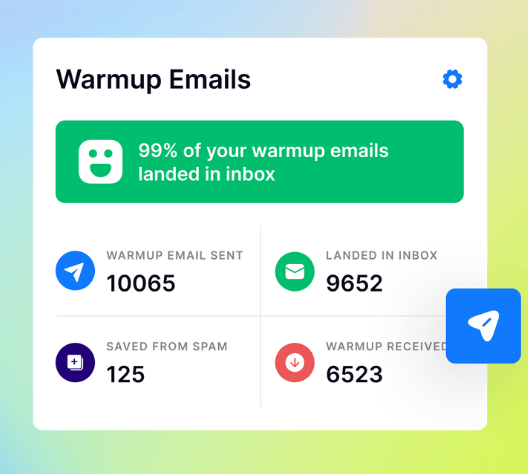 Warmup Emails
99% of your warmup emails
landed in inbox
WARMUP EMAIL SENT
10065
LANDED IN INBOX
9652
SAVED FROM SPAM
125
WARMUP RECEIVED
6523